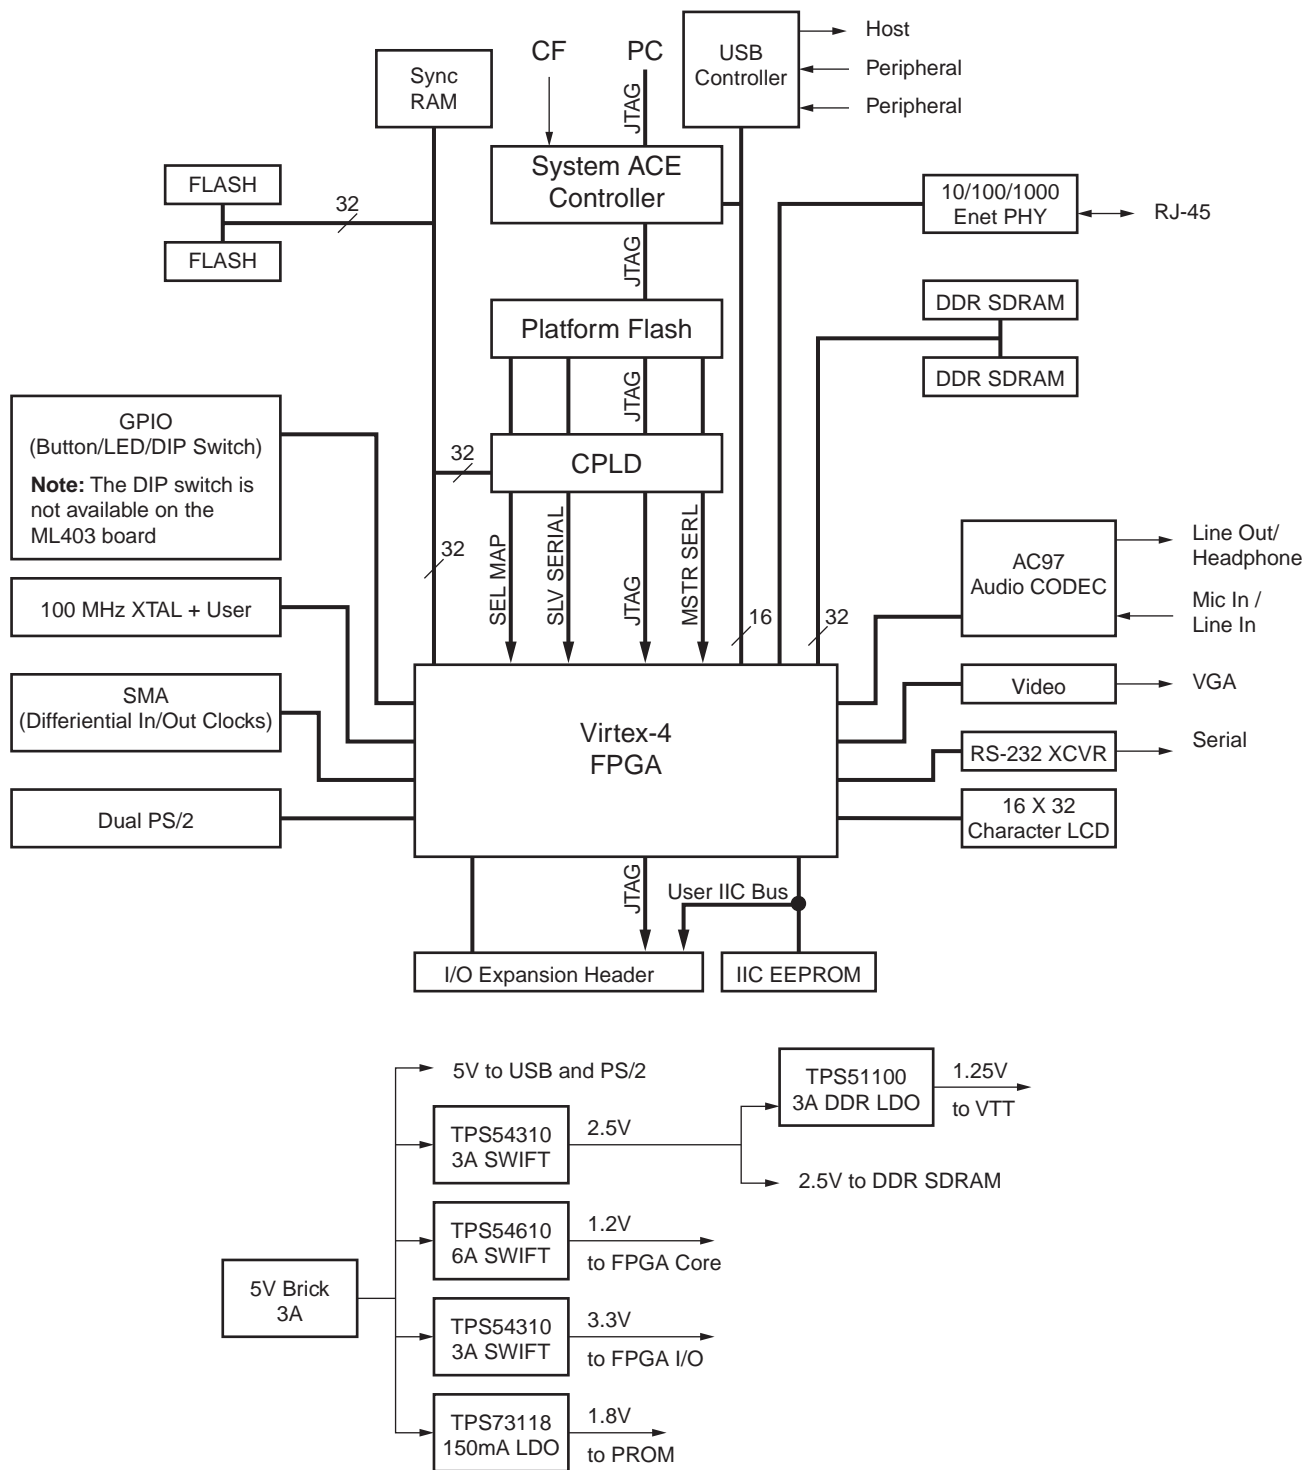 Sync
RAM
CF
PC
JTAG
USB
Controller
Host
Peripheral
Peripheral
System ACE
Controller
FLASH
FLASH
32
10/100/1000
Enet PHY
RJ-45
JTAG
Platform Flash
DDR SDRAM
DDR SDRAM
JTAG
CPLD
32
GPIO
(Button/LED/DIP Switch)
Note: The DIP switch is
not available on the
ML403 board
32
SEL MAP
SLV SERIAL
JTAG
MSTR SERL
16
32
AC97
Audio CODEC
Line Out/
Headphone
Mic In /
Line In
100 MHz XTAL + User
SMA
(Differiential In/Out Clocks)
Dual PS/2
Virtex-4
FPGA
Video
VGA
RS-232 XCVR
Serial
16 X 32
Character LCD
JTAG
User IIC Bus
I/O Expansion Header
IIC EEPROM
5V to USB and PS/2
TPS54310
3A SWIFT
2.5V
TPS51100
3A DDR LDO
1.25V
to VTT
2.5V to DDR SDRAM
TPS54610
6A SWIFT
1.2V
to FPGA Core
5V Brick
3A
TPS54310
3A SWIFT
3.3V
to FPGA I/O
TPS73118
150mA LDO
1.8V
to PROM